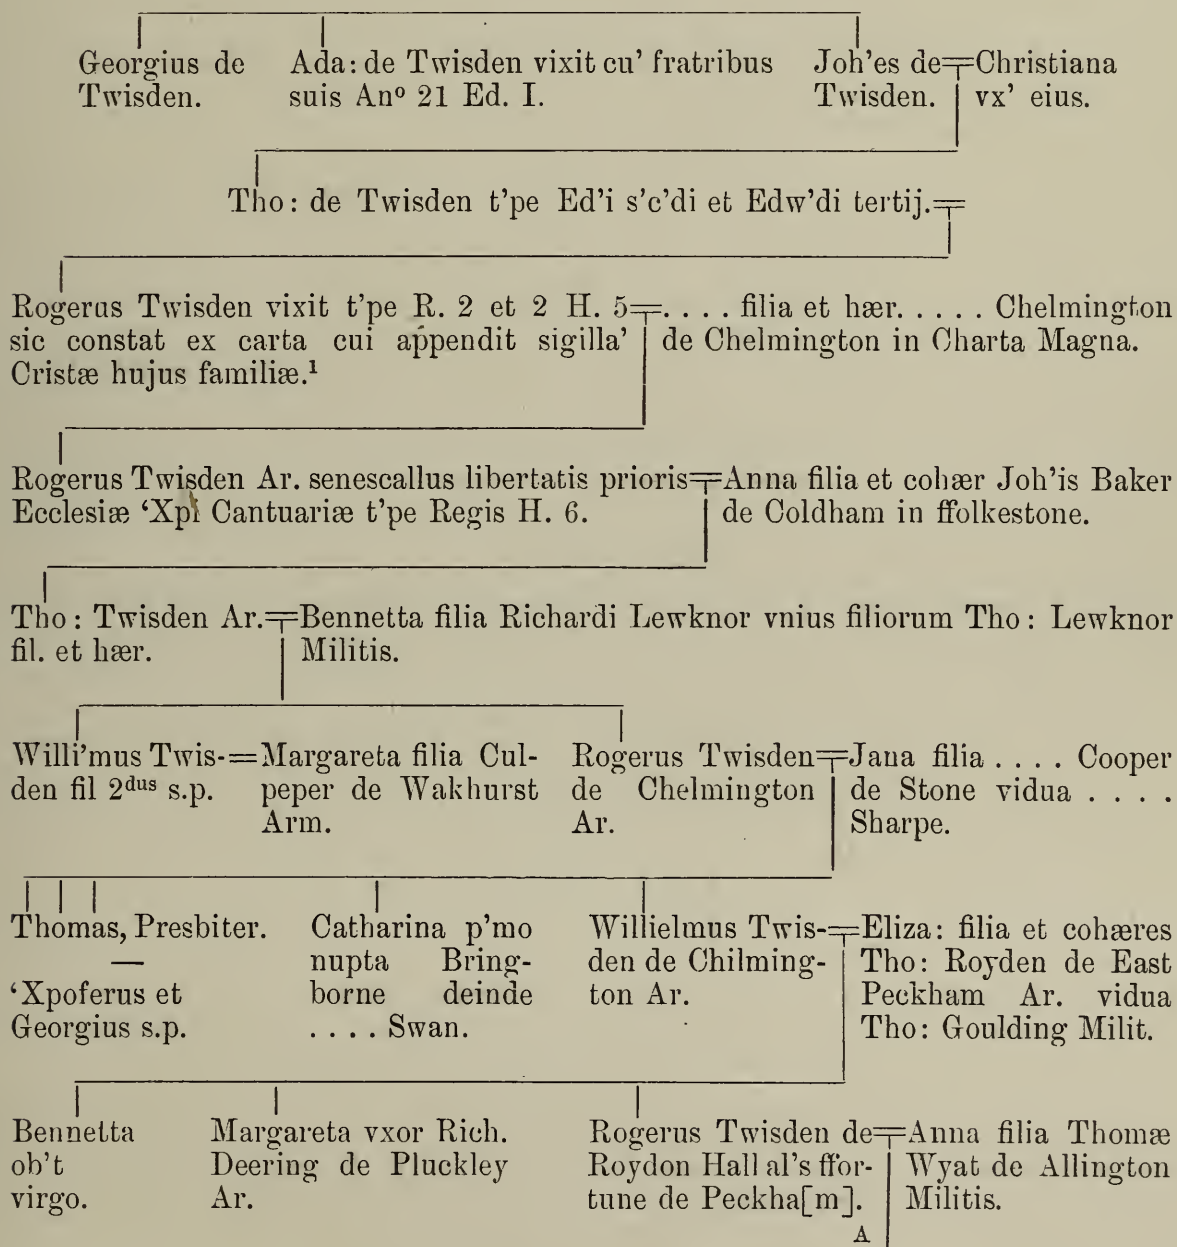 Georgius de
Twisden.
Ada: de Twisden vixit cu' fratribus
suis Anº 21 Ed. I.
Joh'es de
Twisden.
Christiana
vx' eius.
Tho: de Twisden t'pe Ed'i s'c'di et Edw'di tertij.
Rogerus Twisden vixit t'pe R. 2 et 2 H. 5
sic constat ex carta cui appendit sigilla'
Cristæ hujus familiæ.¹
. . . . filia et hær. . . . . Chelmington
de Chelmington in Charta Magna.
Rogerus Twisden Ar. senescallus libertatis prioris
Ecclesiæ ‘Xpi Cantuariæ t'pe Regis H. 6.
Anna filia et cohær Joh'is Baker
de Coldham in ffolkestone.
Tho: Twisden Ar.
fil. et hær.
Bennetta filia Richardi Lewknor vnius filiorum Tho: Lewknor
Militis.
Willi'mus Twis-
den fil 2dus s.p.
Margareta filia Cul-
peper de Wakhurst
Arm.
Rogerus Twisden
de Chelmington
Ar.
Jana filia . . . . Cooper
de Stone vidua . . . .
Sharpe.
Thomas, Presbiter.
—
‘Xpoferus et
Georgius s.p.
Catharina p'mo
nupta Bring-
borne deinde
. . . . Swan.
Willielmus Twis-
den de Chilming-
ton Ar.
Eliza: filia et cohæres
Tho: Royden de East
Peckham Ar. vidua
Tho: Goulding Milit.
Bennetta
ob't
virgo.
Margareta vxor Rich.
Deering de Pluckley
Ar.
Rogerus Twisden de
Roydon Hall al's ffor-
tune de Peckha[m].
Anna filia Thomæ
Wyat de Allington
Militis.
A